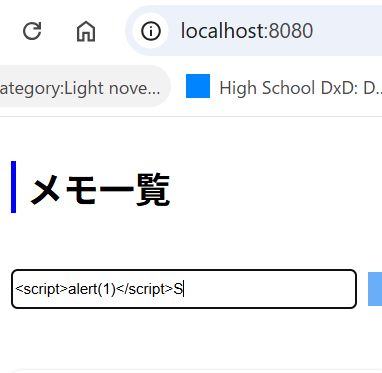 localhost:8080
ategory:Light nove...
High School DxD: D...
メモ一覧
<script>alert(1)</script>S